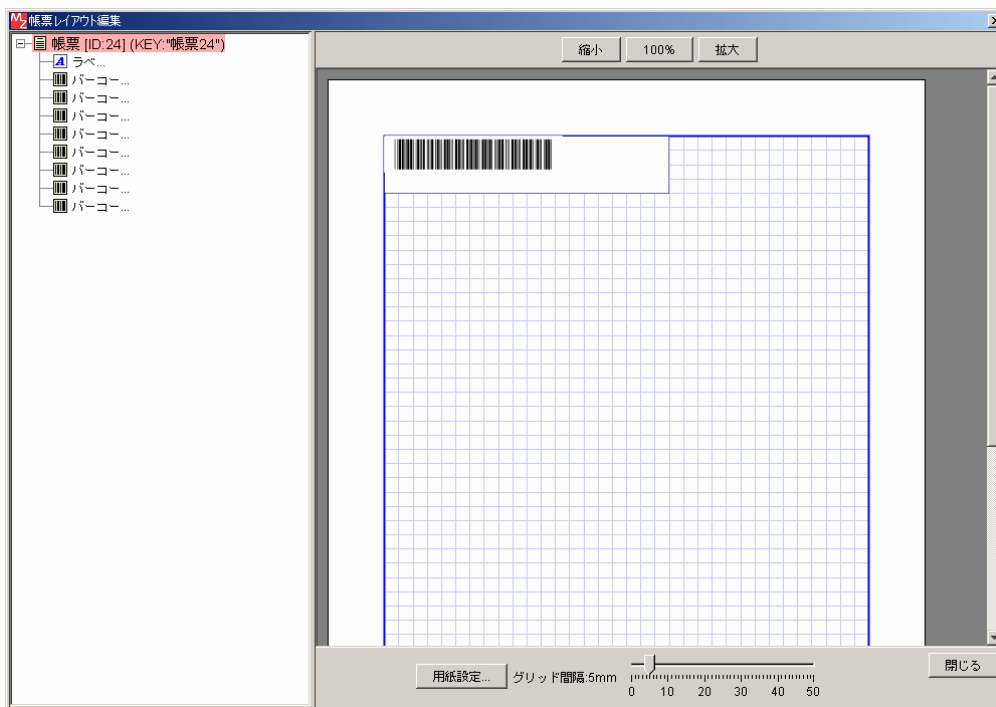 MZ 帳票レイアウト編集
帳票 [ID:24] (KEY:"帳票24")
A ラベ...
バーコー...
バーコー...
バーコー...
バーコー...
バーコー...
バーコー...
バーコー...
バーコー...
縮小 100% 拡大
用紙設定... グリッド間隔:5mm
0 10 20 30 40 50
閉じる